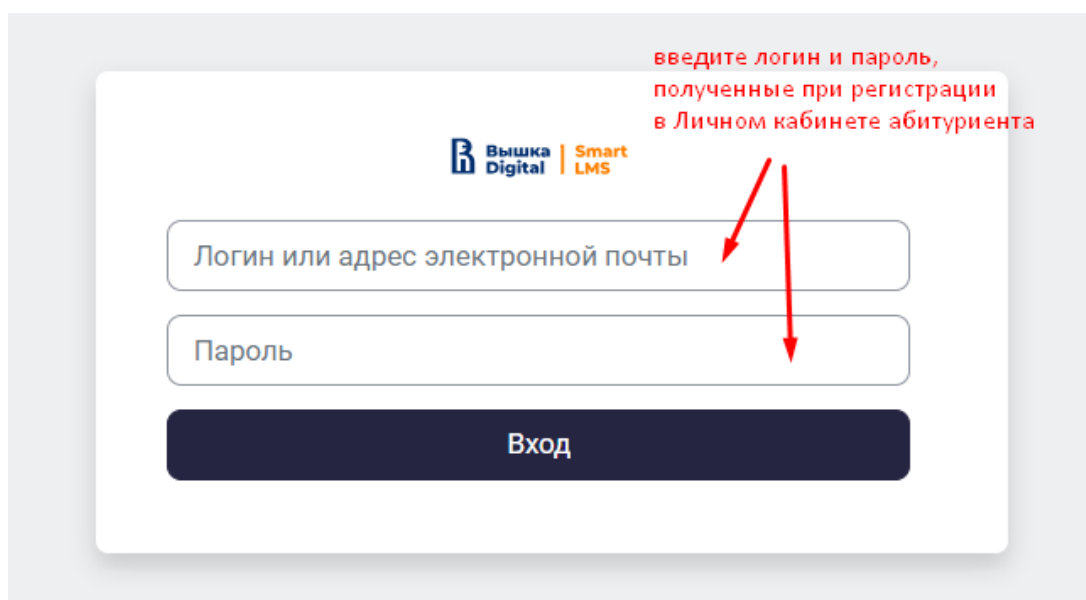 введите логин и пароль,
полученные при регистрации
в Личном кабинете абитуриента
Вышка | Smart
Digital | LMS
Логин или адрес электронной почты
Пароль
Вход